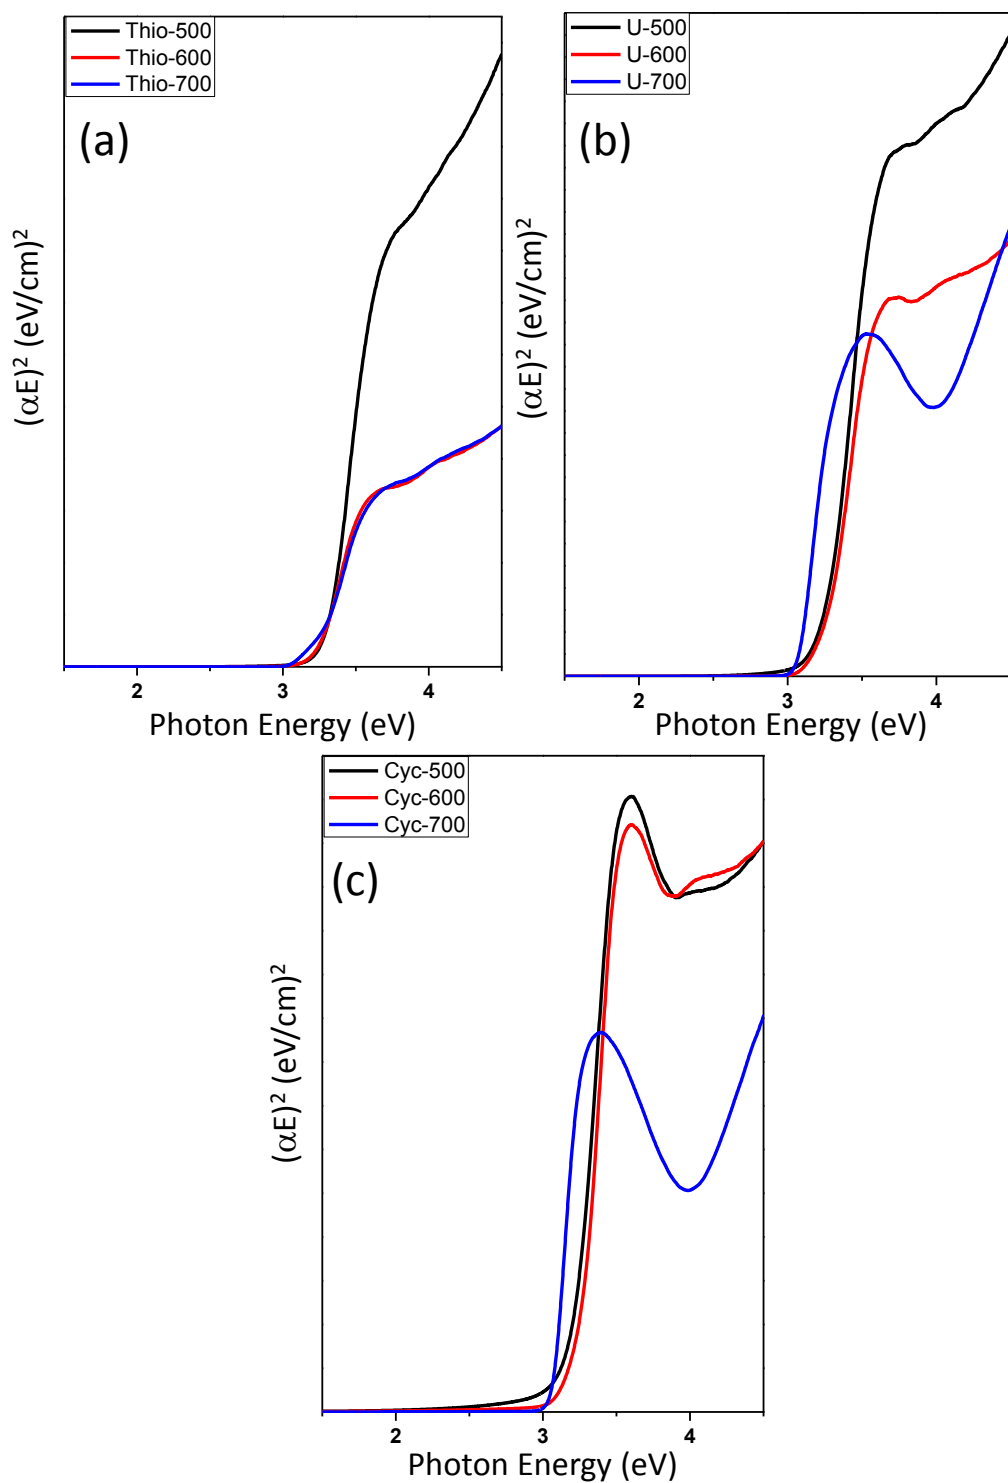 Thio-500
Thio-600
Thio-700
(a)
(αE)² (eV/cm)²
2 3 4
Photon Energy (eV)
U-500
U-600
U-700
(b)
(αE)² (eV/cm)²
2 3 4
Photon Energy (eV)
Cyc-500
Cyc-600
Cyc-700
(c)
(αE)² (eV/cm)²
2 3 4
Photon Energy (eV)